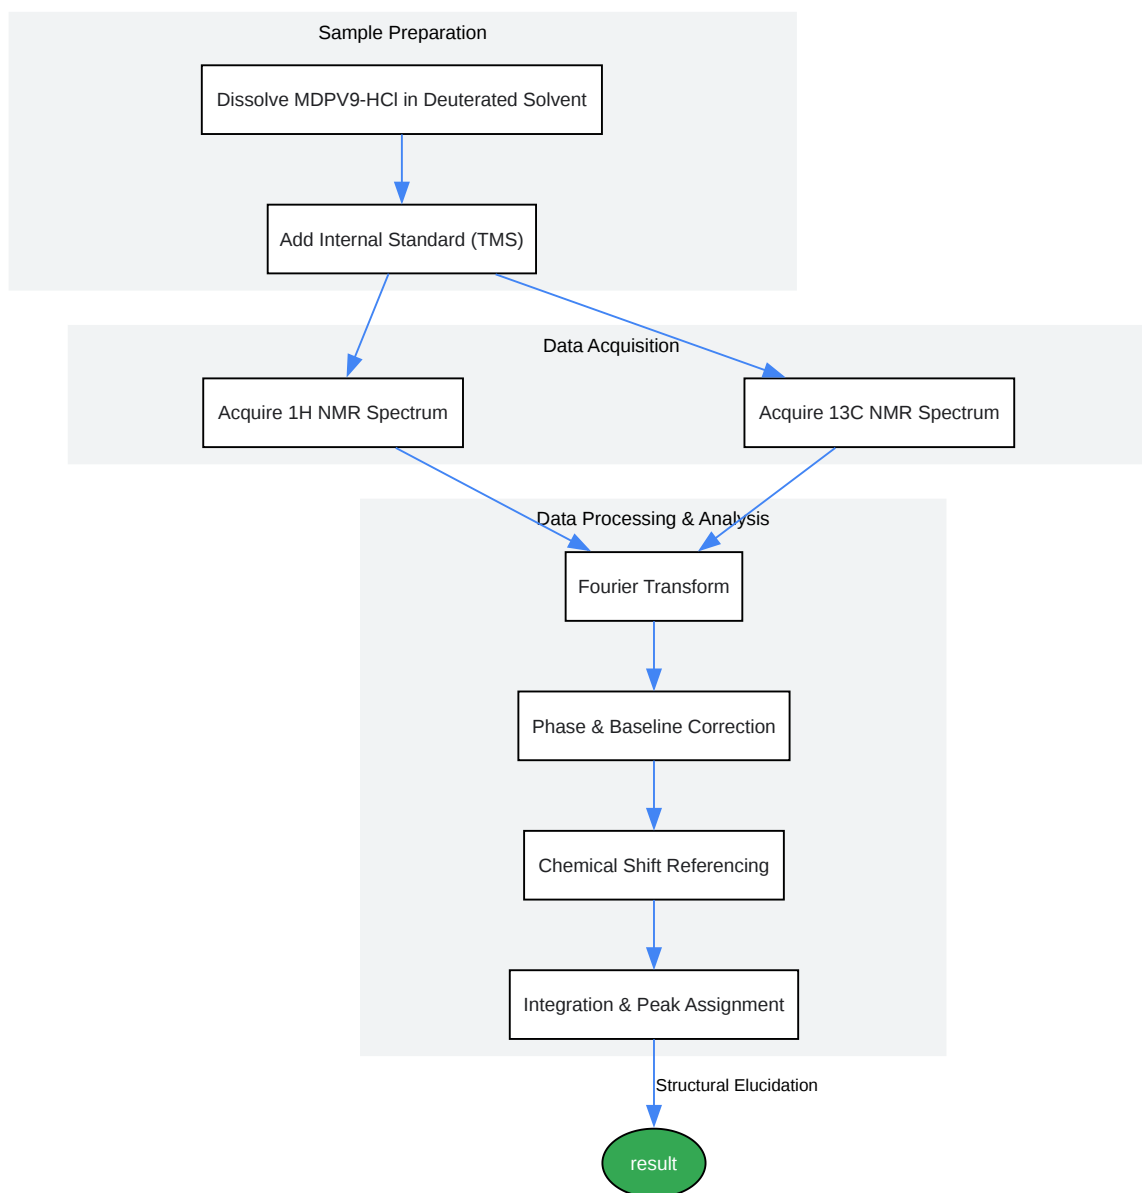 Sample Preparation
Dissolve MDPV9-HCl in Deuterated Solvent
Add Internal Standard (TMS)
Data Acquisition
Acquire 1H NMR Spectrum
Acquire 13C NMR Spectrum
Data Processing & Analysis
Fourier Transform
Phase & Baseline Correction
Chemical Shift Referencing
Integration & Peak Assignment
Structural Elucidation
result